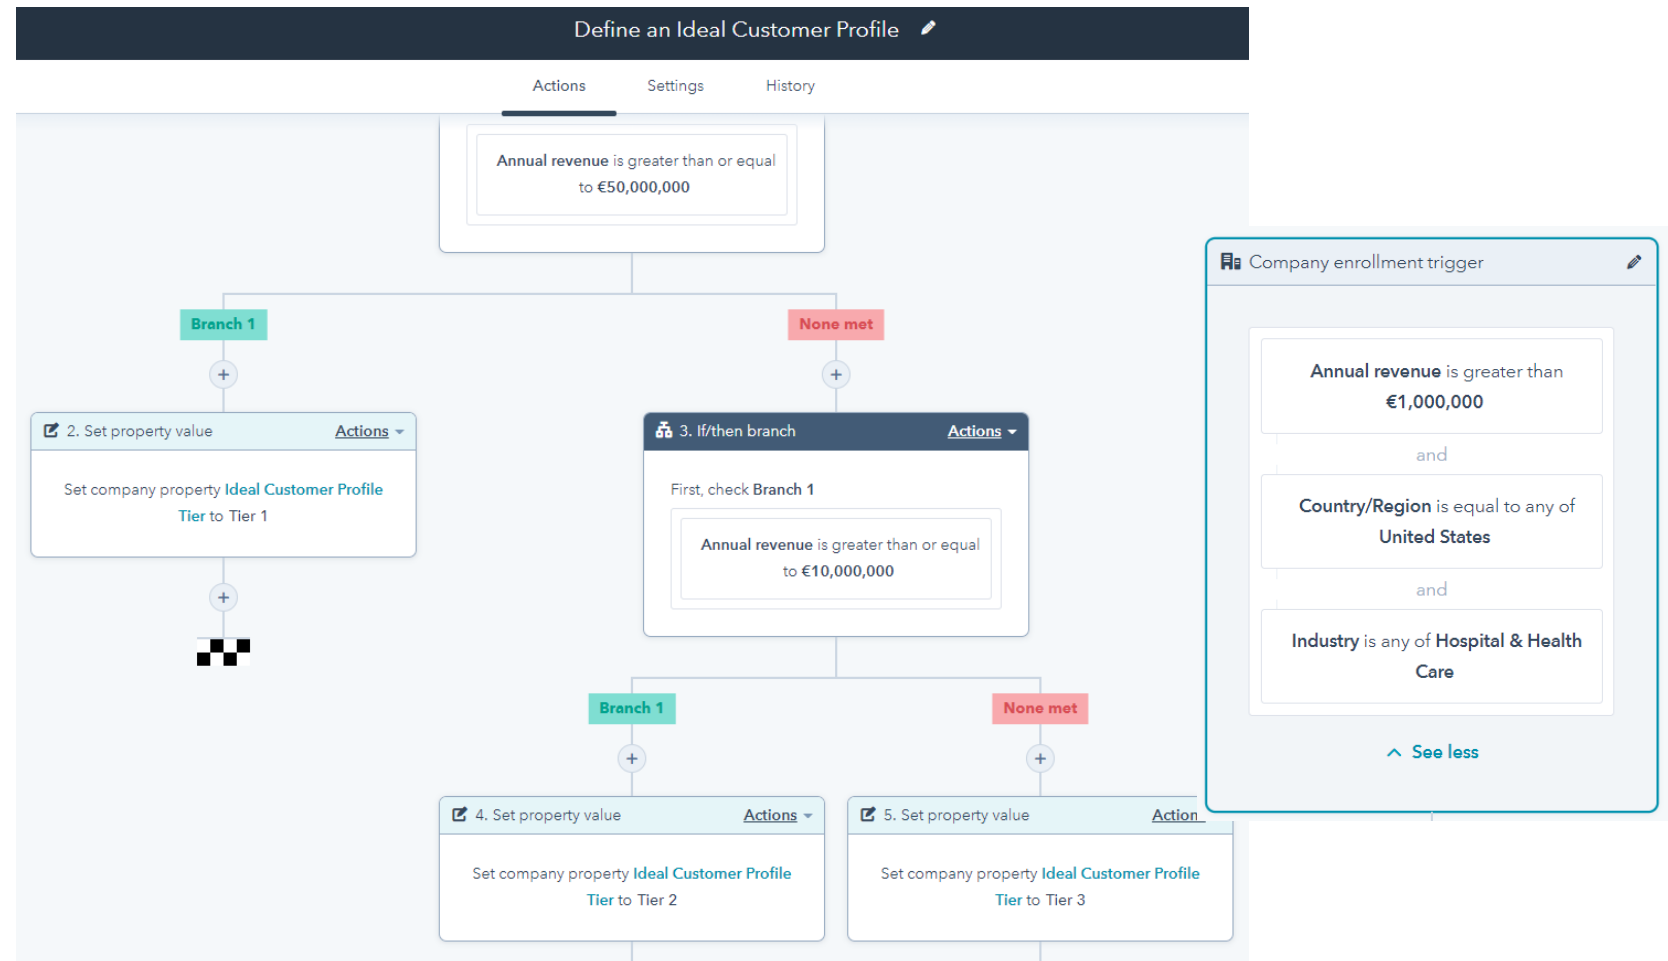 Define an Ideal Customer Profile
Actions
Settings
History
Annual revenue is greater than or equal
to €50,000,000
Branch 1
None met
2. Set property value
Actions
Set company property Ideal Customer Profile
Tier to Tier 1
3. If/then branch
Actions
First, check Branch 1
Annual revenue is greater than or equal
to €10,000,000
Branch 1
None met
4. Set property value
Actions
Set company property Ideal Customer Profile
Tier to Tier 2
5. Set property value
Action
Set company property Ideal Customer Profile
Tier to Tier 3
Company enrollment trigger
Annual revenue is greater than
€1,000,000
and
Country/Region is equal to any of
United States
and
Industry is any of Hospital & Health
Care
See less